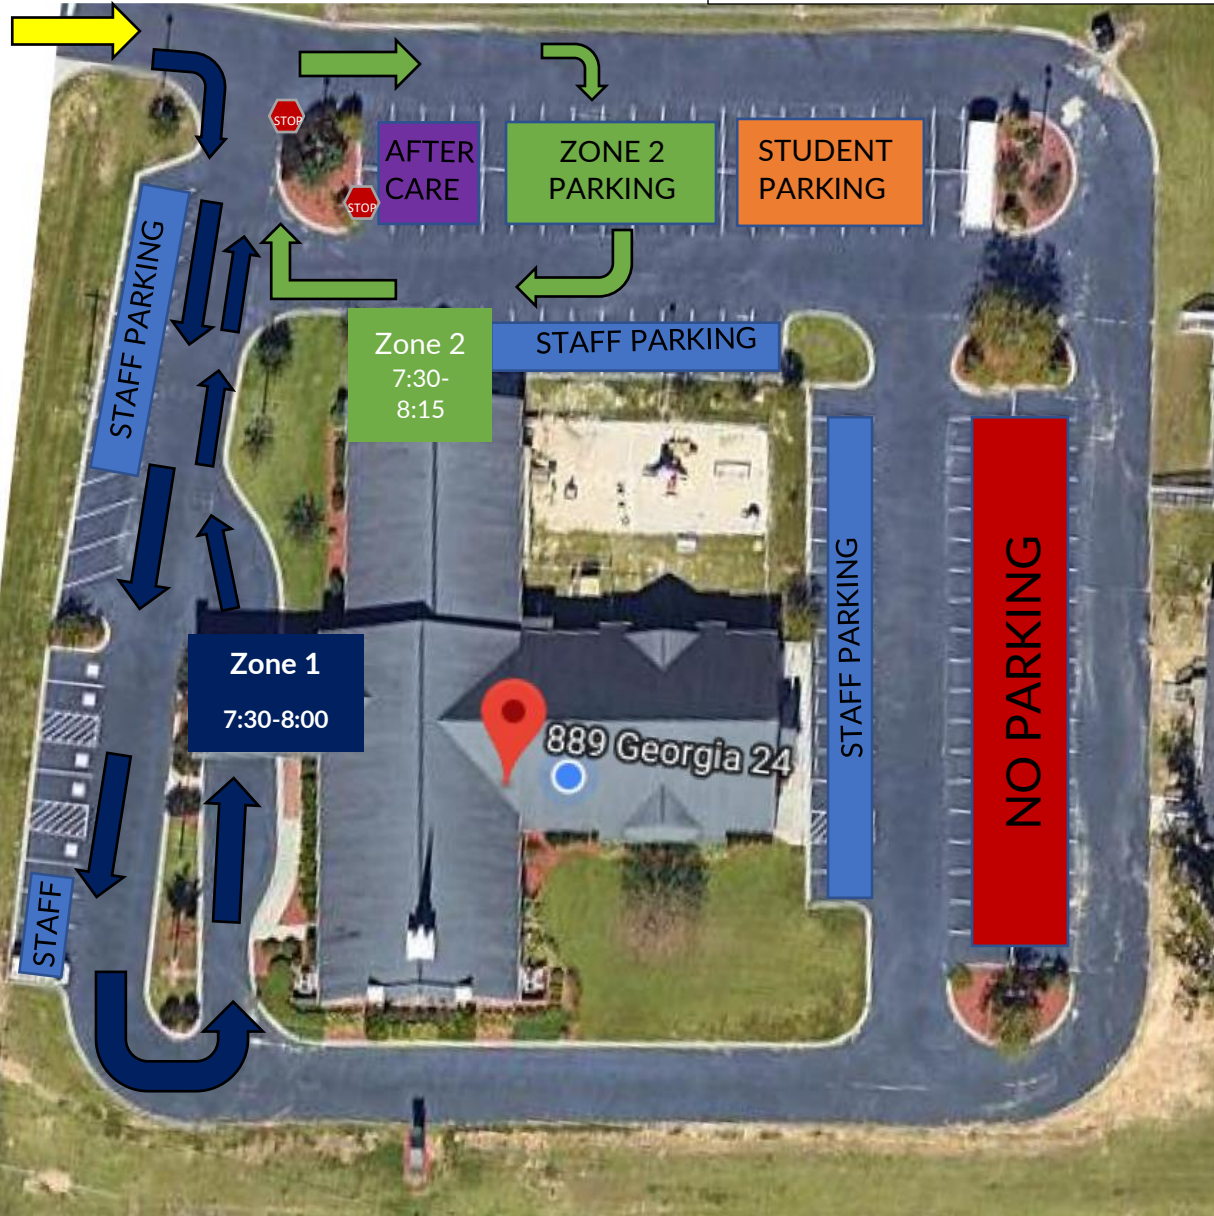 STOP
AFTER
CARE
ZONE 2
PARKING
STUDENT
PARKING
STOP
STAFF PARKING
Zone 2
7:30-
8:15
STAFF PARKING
STAFF PARKING
NO PARKING
Zone 1
7:30-8:00
889 Georgia 24
STAFF